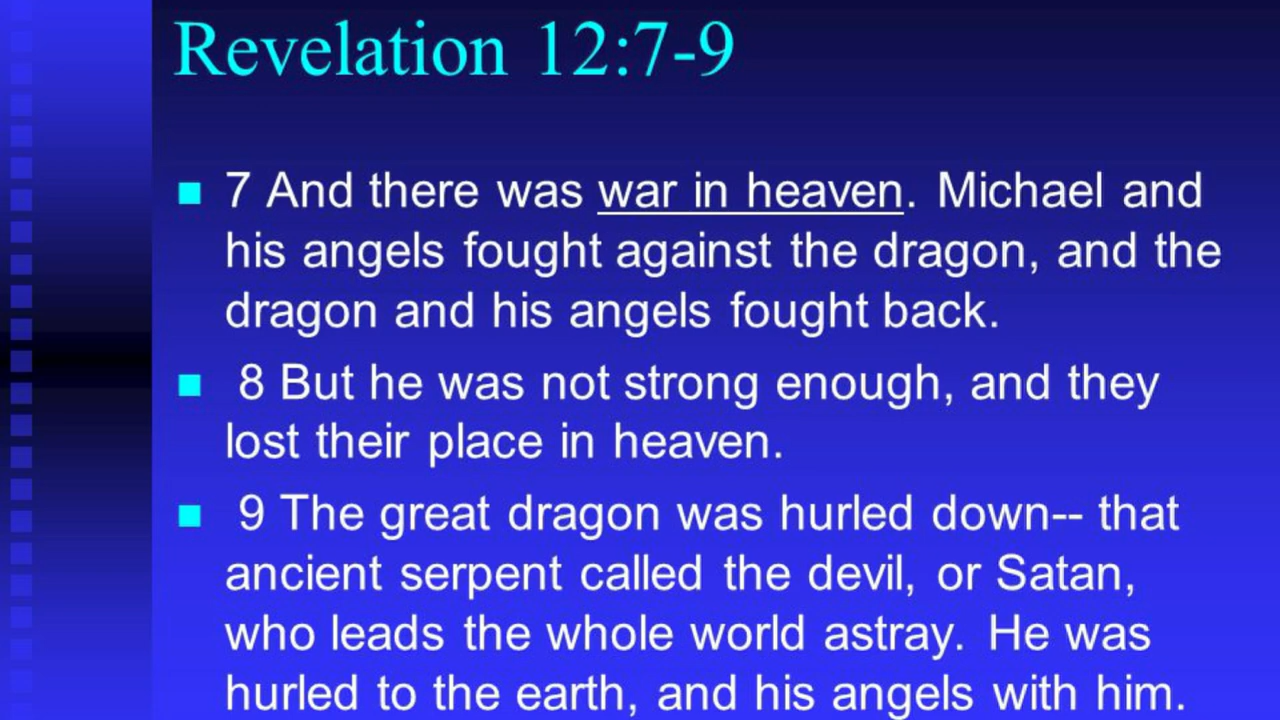 Revelation 12:7-9
7 And there was war in heaven. Michael and
his angels fought against the dragon, and the
dragon and his angels fought back.
8 But he was not strong enough, and they
lost their place in heaven.
9 The great dragon was hurled down-- that
ancient serpent called the devil, or Satan,
who leads the whole world astray. He was
hurled to the earth, and his angels with him.